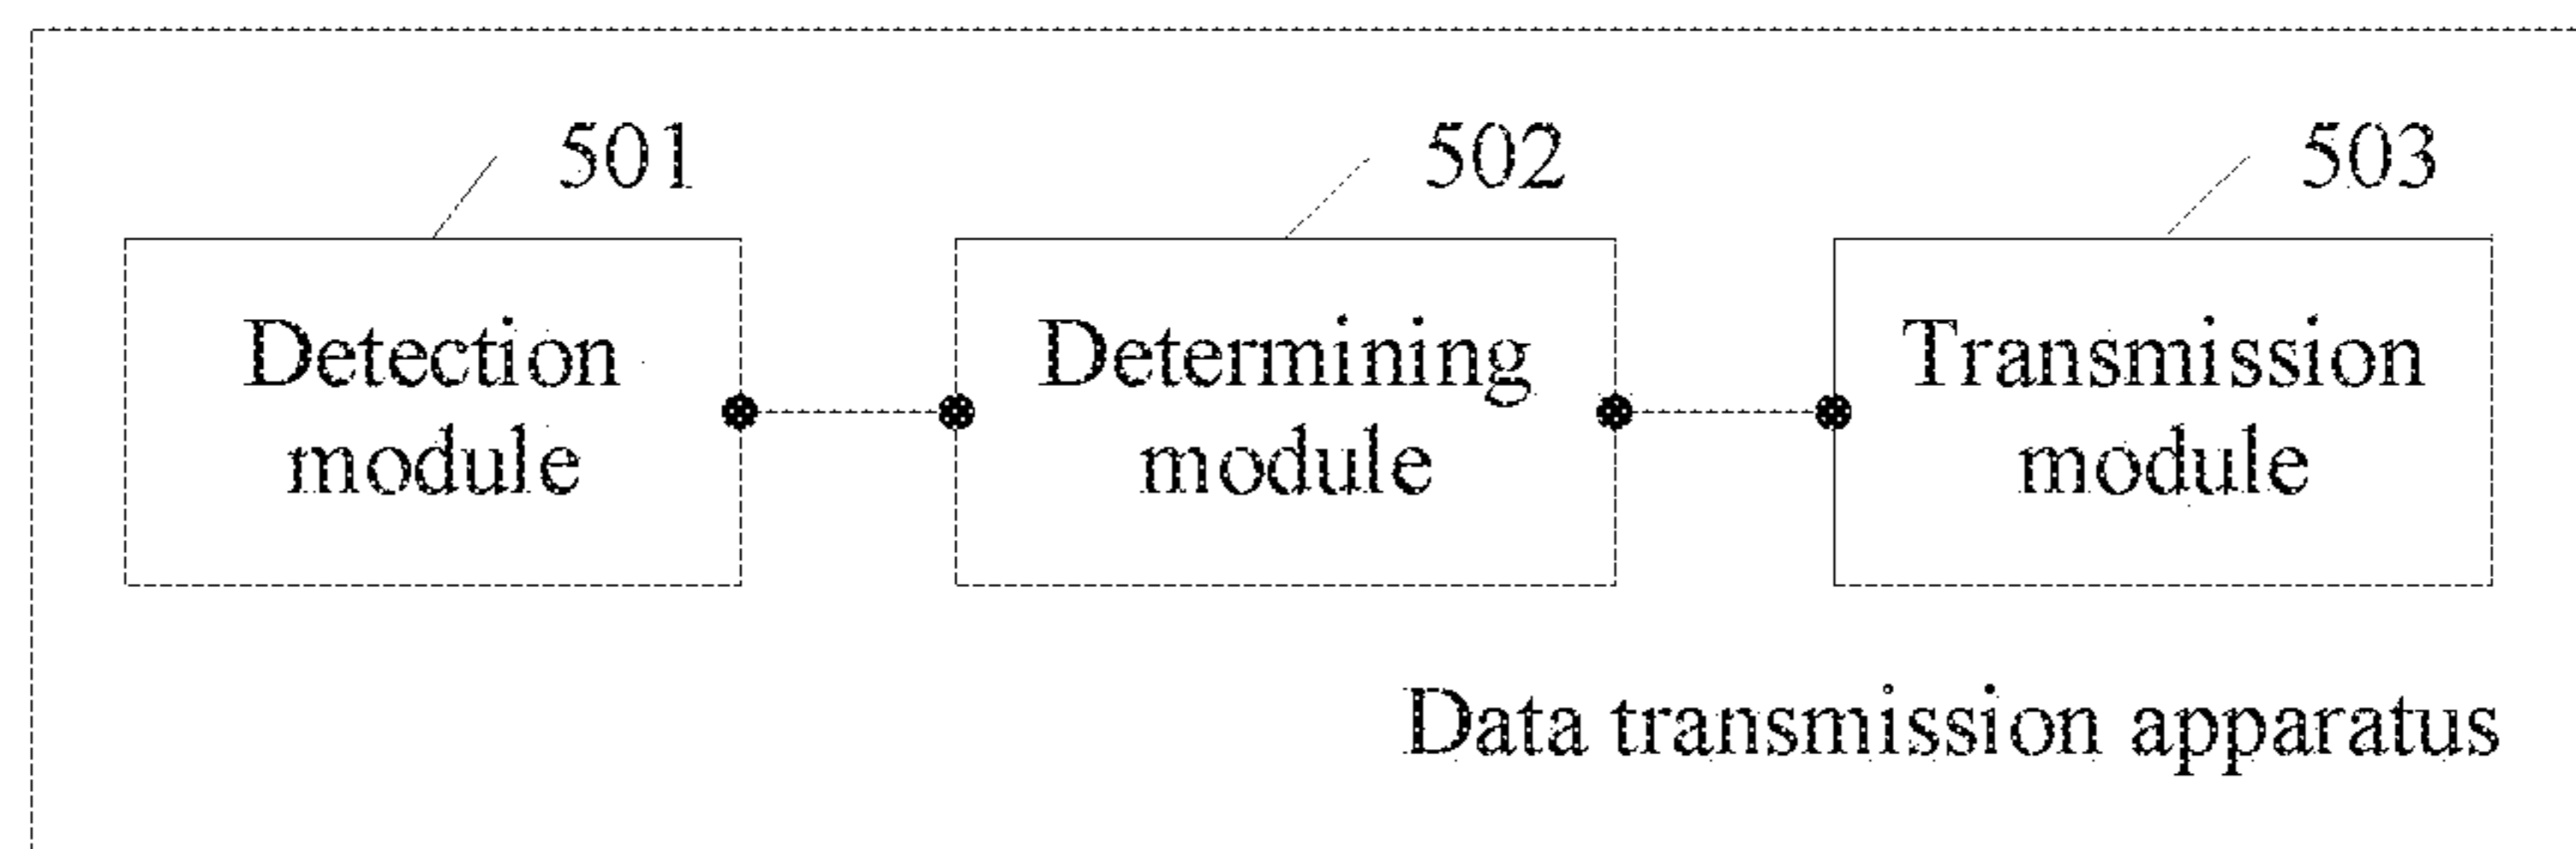 501
502
503
Detection
module
Determining
module
Transmission
module
Data transmission apparatus